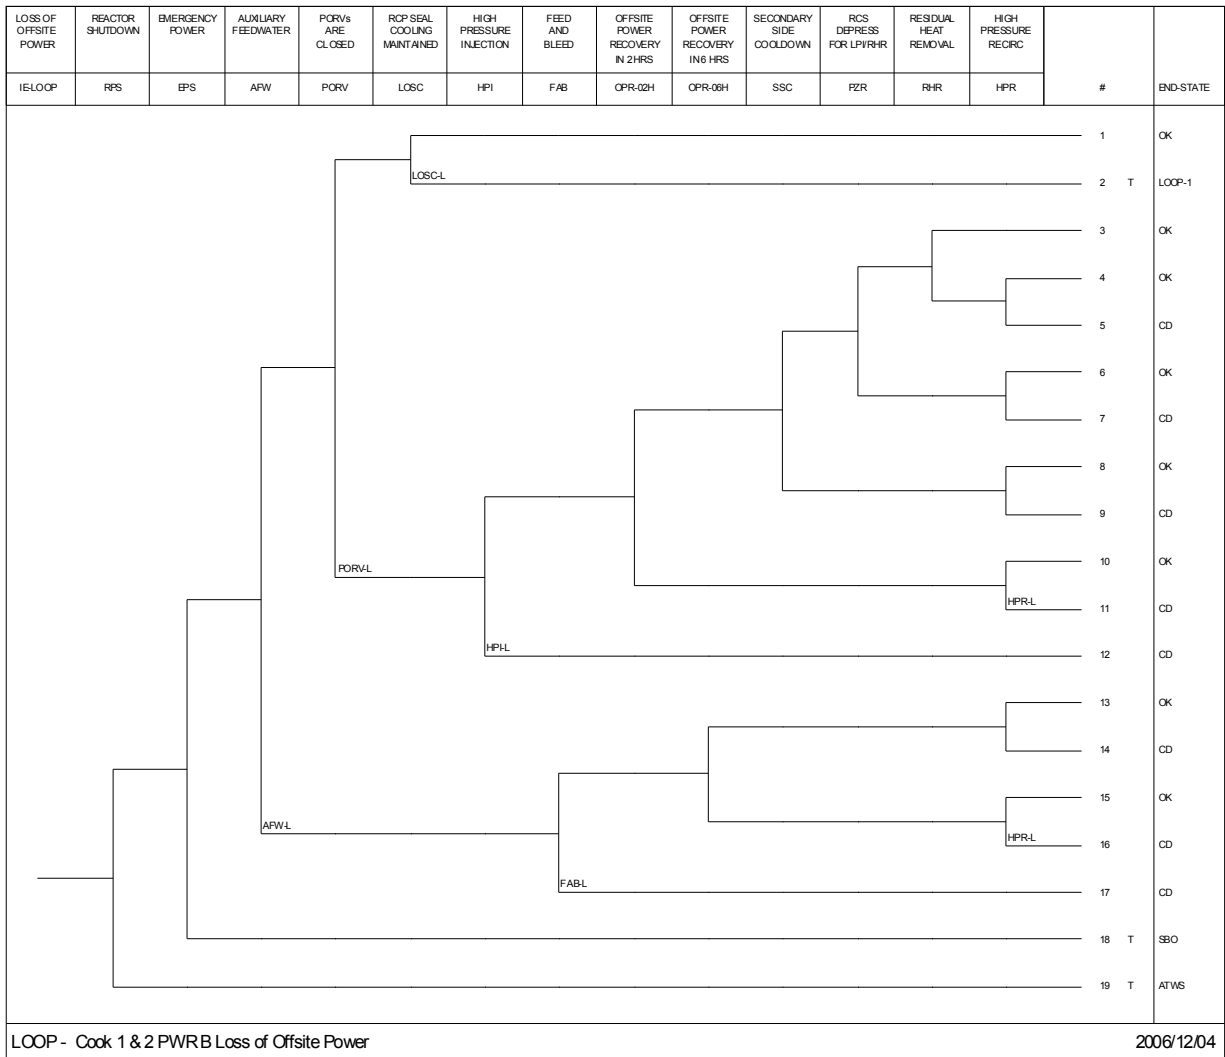 LOSS OF OFFSITE POWER
REACTOR SHUTDOWN
EMERGENCY POWER
AUXILIARY FEEDWATER
PORVs ARE CLOSED
RCP SEAL COOLING MAINTAINED
HIGH PRESSURE INJECTION
FEED AND BLEED
OFFSITE POWER RECOVERY IN 2 HRS
OFFSITE POWER RECOVERY IN 6 HRS
SECONDARY SIDE COOLDOWN
RCS DEPRESS FOR LPI/RHR
RESIDUAL HEAT REMOVAL
HIGH PRESSURE RECIRC
IE-LOOP RPS EPS AFW PORV LOSC HPI FAB OPR-02H OPR-06H SSC PZR RHR HPR # END-STATE
1 OK
LOSC-L
2 T LOOP-1
3 OK
4 OK
5 CD
6 OK
7 CD
8 OK
9 CD
10 OK
PORV-L
HPR-L
11 CD
HPI-L
12 CD
13 OK
14 CD
15 OK
AFW-L
HPR-L
16 CD
FAB-L
17 CD
18 T SBO
19 T ATWS
LOOP - Cook 1 & 2 PWR B Loss of Offsite Power 2006/12/04